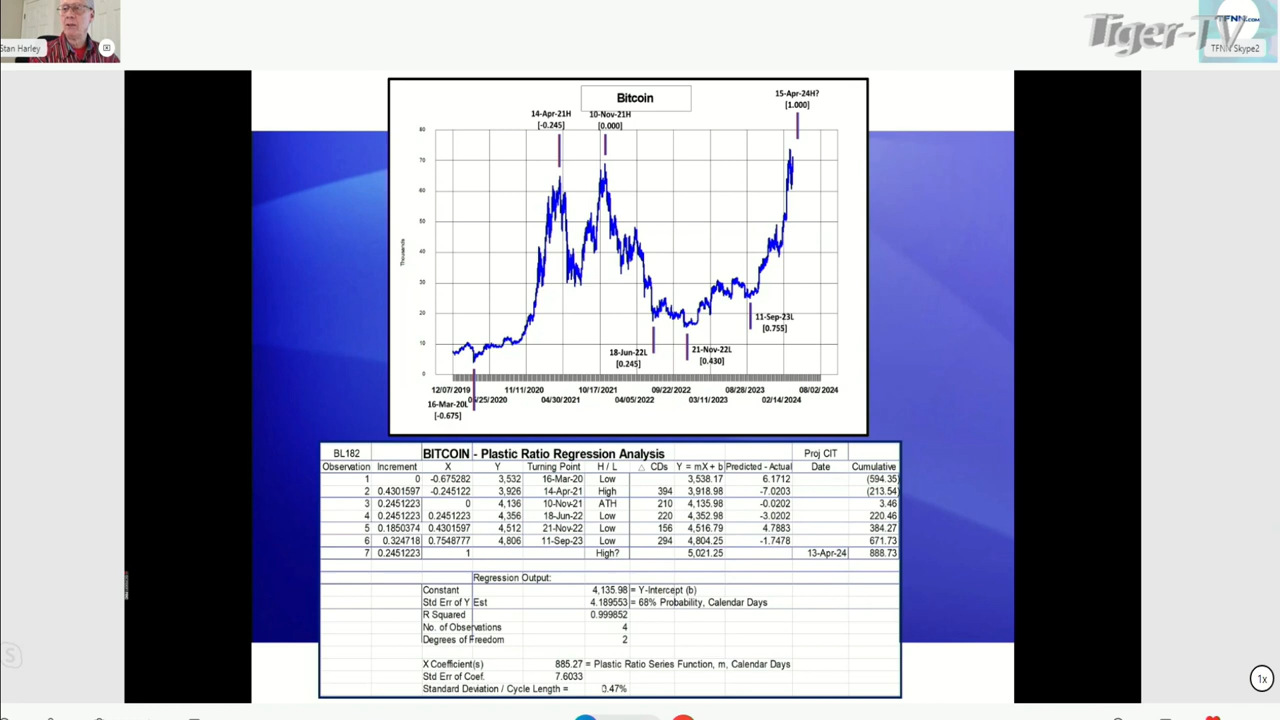 Stan Harley
Tiger-TV
TFNN.COM
TFNN Skype2
Bitcoin
15-Apr-24H?
[1.000]
14-Apr-21H
[-0.245]
10-Nov-21H
[0.000]
80
70
60
50
40
30
20
10
0
Thousands
11-Sep-23L
[0.755]
18-Jun-22L
[0.245]
21-Nov-22L
[0.430]
12/07/2019 11/11/2020 10/17/2021 09/22/2022 08/28/2023 08/02/2024
25/2020 04/30/2021 04/05/2022 03/11/2023 02/14/2024
16-Mar-20L
[-0.675]
BL182 BITCOIN - Plastic Ratio Regression Analysis Proj CIT
Observation Increment X Y Turning Point H / L △ CDs Y = mX + b Predicted - Actual Date Cumulative
1 0 -0.675282 3,532 16-Mar-20 Low 3,538.17 6.1712 (594.35)
2 0.4301597 -0.245122 3,926 14-Apr-21 High 394 3,918.98 -7.0203 (213.54)
3 0.2451223 0 4,136 10-Nov-21 ATH 210 4,135.98 -0.0202 3.46
4 0.2451223 0.2451223 4,356 18-Jun-22 Low 220 4,352.98 -3.0202 220.46
5 0.1850374 0.4301597 4,512 21-Nov-22 Low 156 4,516.79 4.7883 384.27
6 0.324718 0.7548777 4,806 11-Sep-23 Low 294 4,804.25 -1.7478 671.73
7 0.2451223 1 High? 5,021.25 13-Apr-24 888.73
Regression Output:
Constant 4,135.98 = Y-Intercept (b)
Std Err of Y Est 4.189553 = 68% Probability, Calendar Days
R Squared 0.999852
No. of Observations 4
Degrees of Freedom 2
X Coefficient(s) 885.27 = Plastic Ratio Series Function, m, Calendar Days
Std Err of Coef. 7.6033
Standard Deviation / Cycle Length = 0.47%
1x